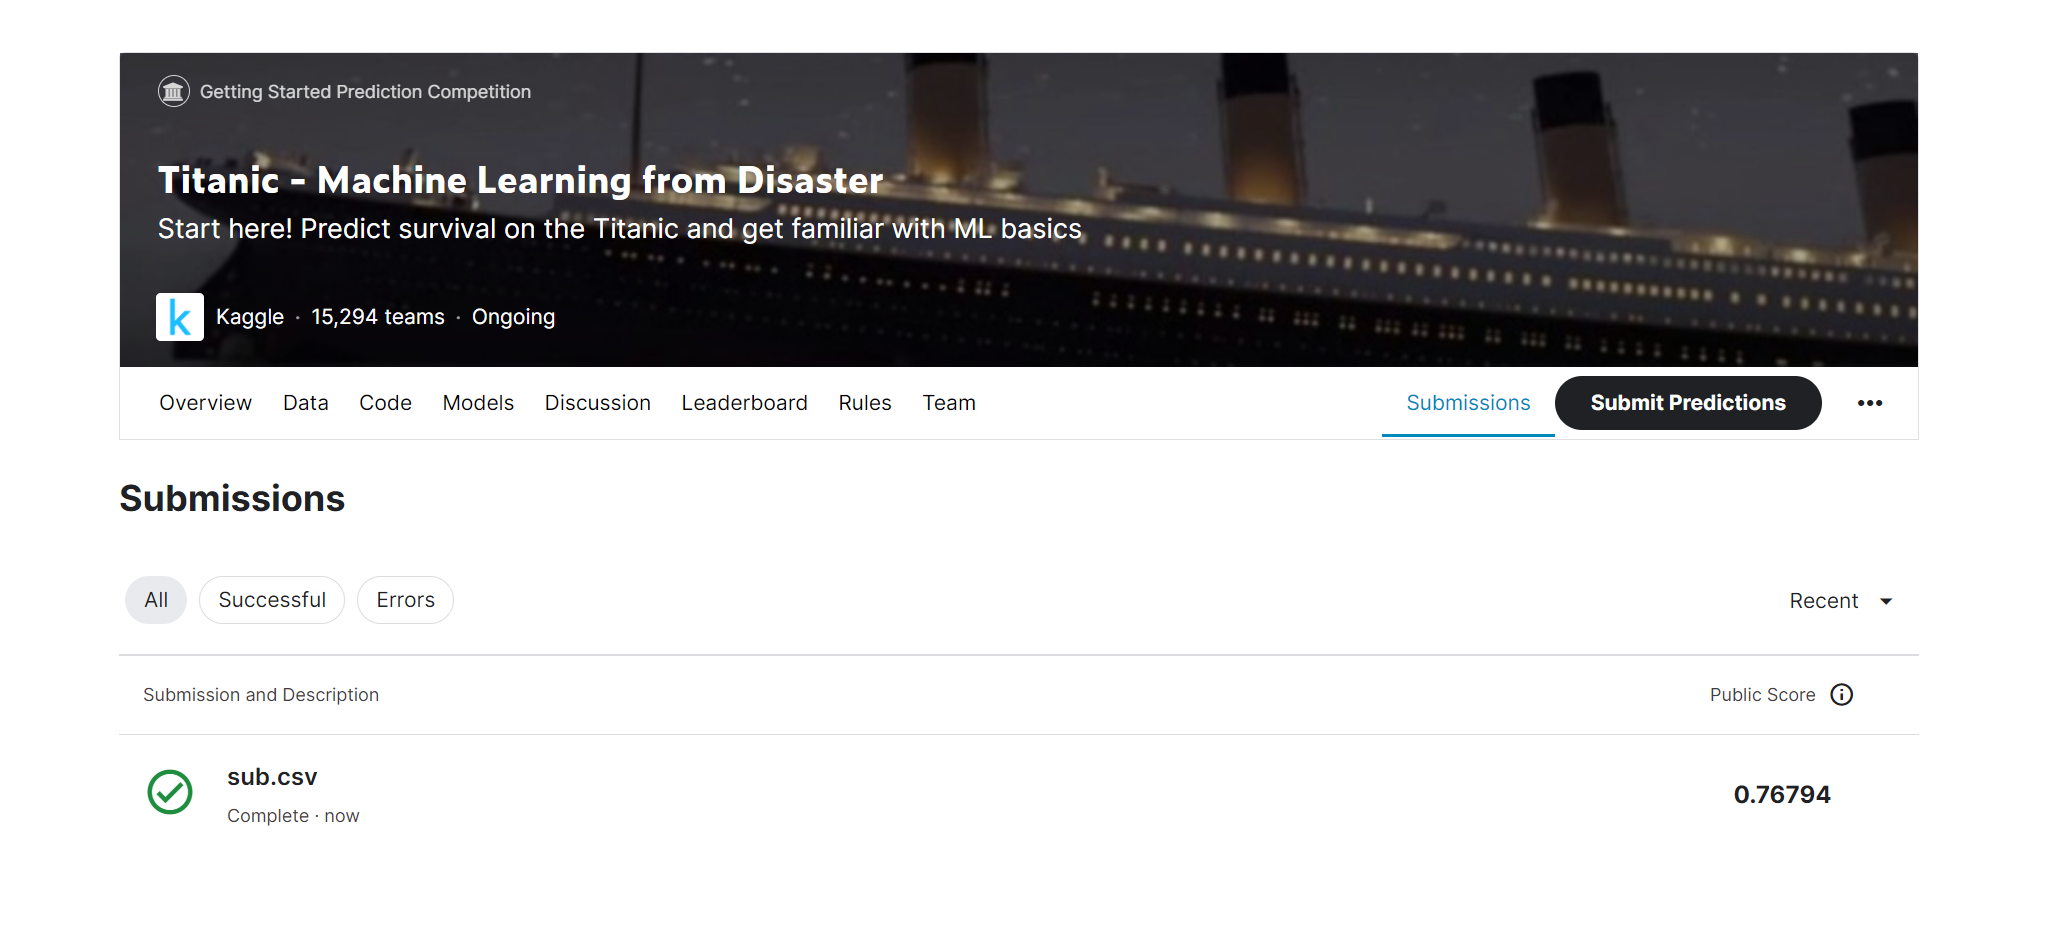 Getting Started Prediction Competition
Titanic - Machine Learning from Disaster
Start here! Predict survival on the Titanic and get familiar with ML basics
k Kaggle · 15,294 teams · Ongoing
Overview Data Code Models Discussion Leaderboard Rules Team Submissions Submit Predictions
Submissions
All Successful Errors Recent
Submission and Description Public Score
sub.csv
Complete · now
0.76794